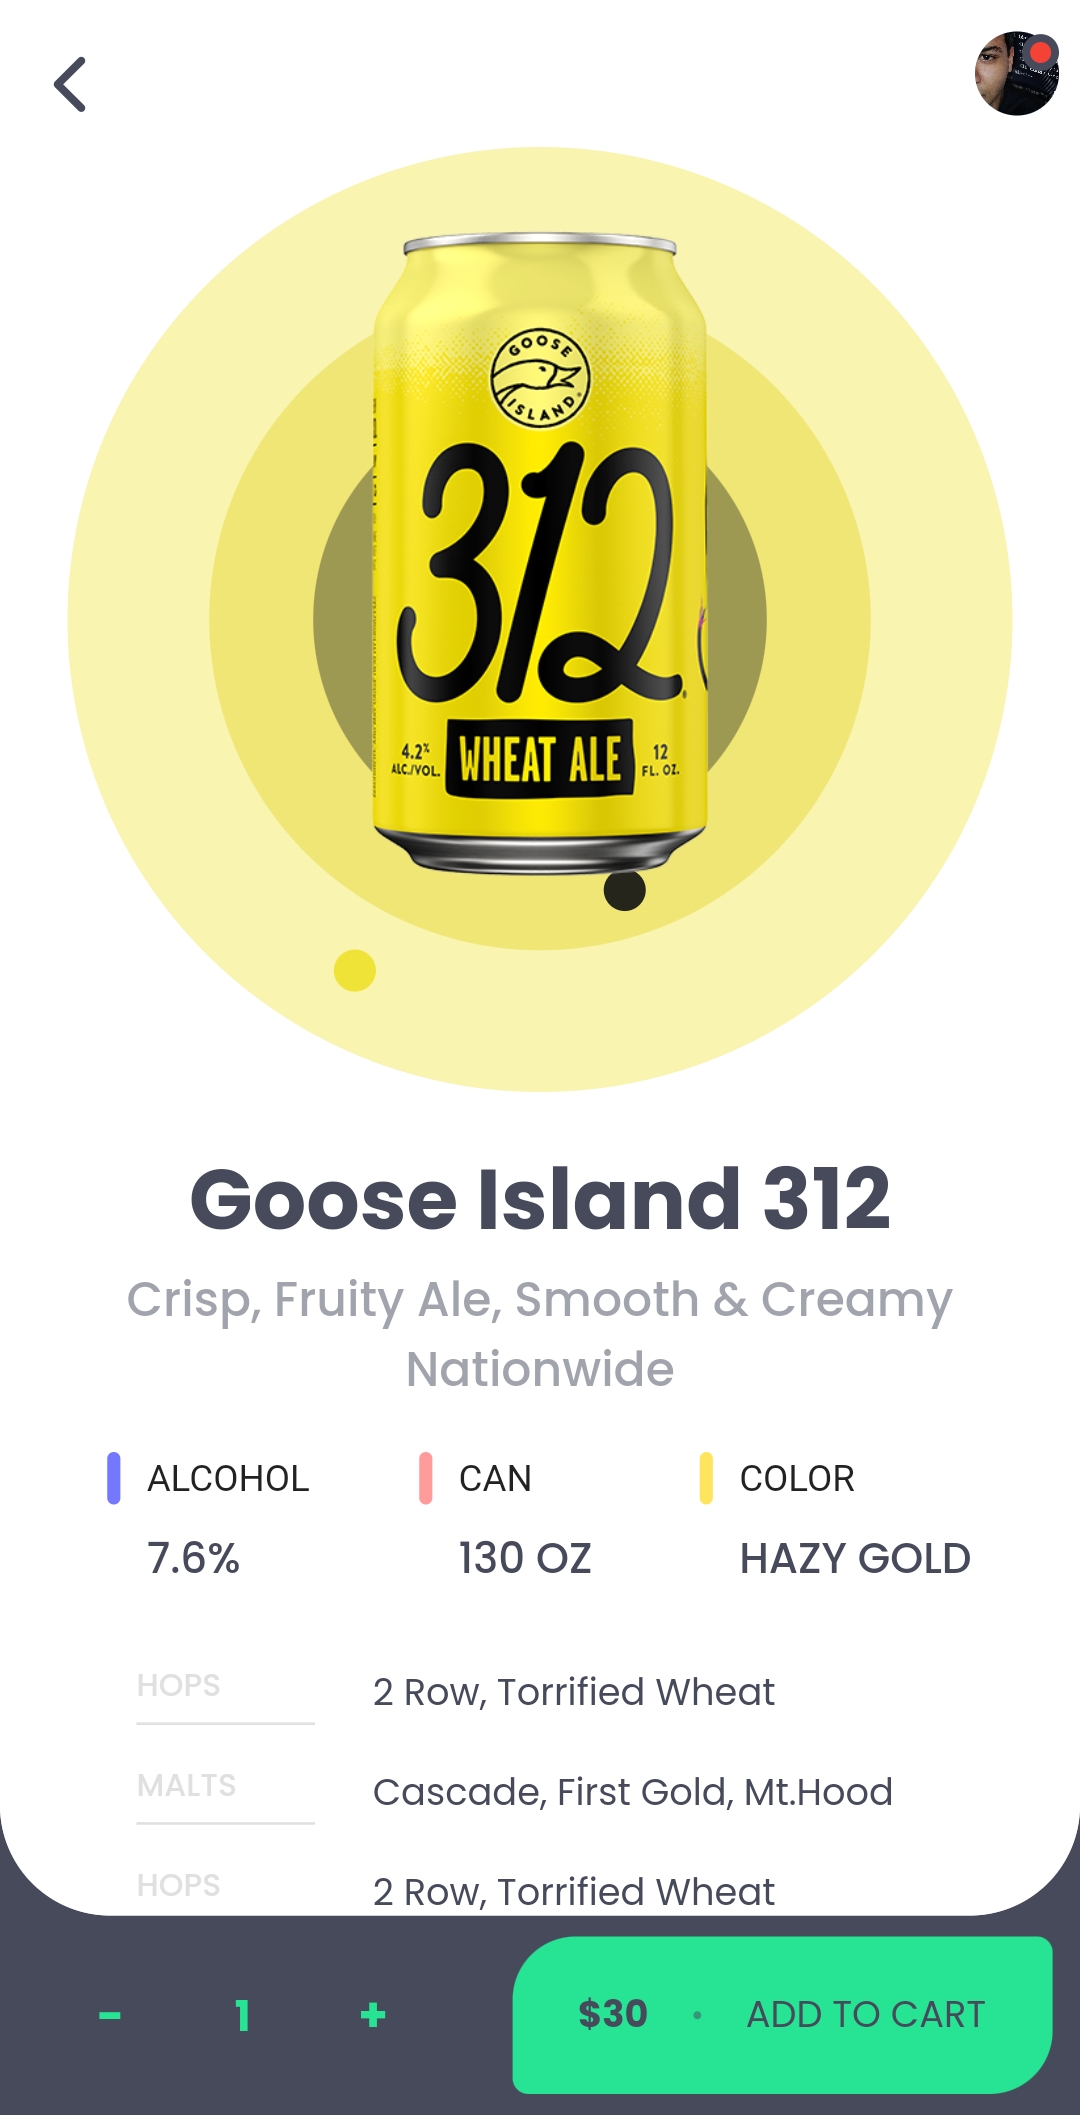 GOOSE
ISLAND
312
4.2%
ALC./VOL.
WHEAT ALE
12
FL. OZ.
Goose Island 312
Crisp, Fruity Ale, Smooth & Creamy
Nationwide
ALCOHOL CAN COLOR
7.6% 130 OZ HAZY GOLD
HOPS 2 Row, Torrified Wheat
MALTS Cascade, First Gold, Mt.Hood
HOPS 2 Row, Torrified Wheat
- 1 + $30 • ADD TO CART